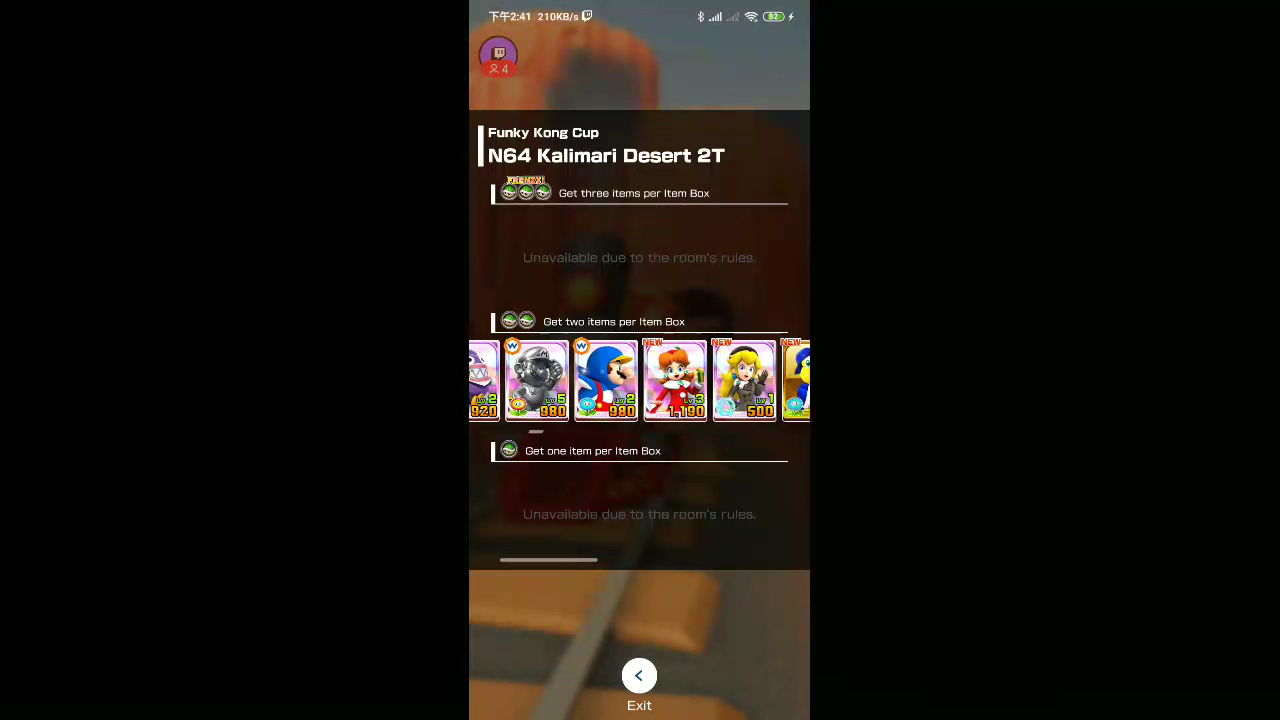 下午2:41 210KB/s 62
4
Funky Kong Cup
N64 Kalimari Desert 2T
FRENZY! Get three items per Item Box
Unavailable due to the room's rules.
Get two items per Item Box
W W NEW NEW NEW
Lv 2 Lv 5 Lv 2 Lv 3 Lv 1
920 980 980 1,190 500
Get one item per Item Box
Unavailable due to the room's rules.
Exit